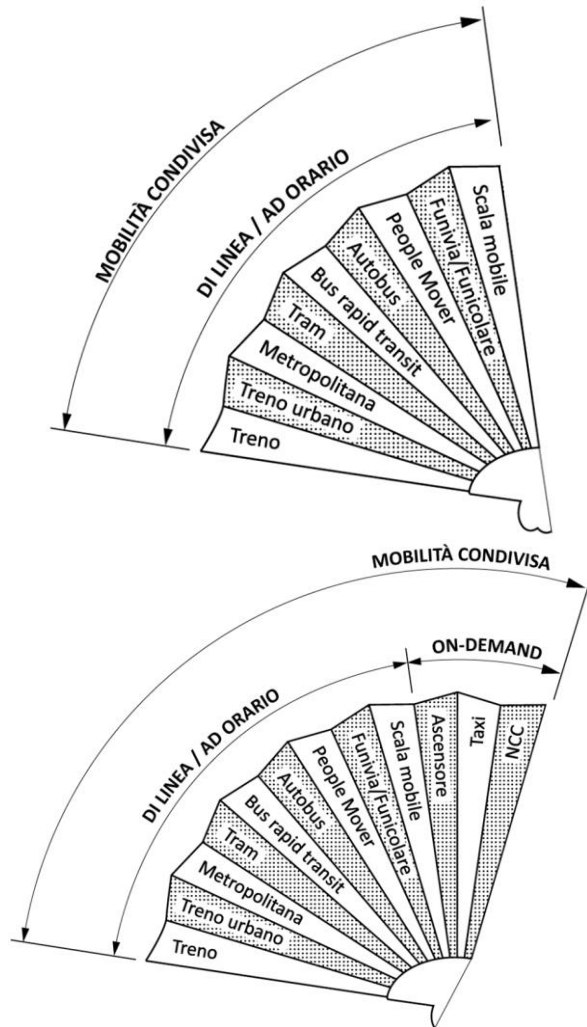 MOBILITÀ CONDIVISA
DI LINEA / AD ORARIO
Treno
Treno urbano
Metropolitana
Tram
Bus rapid transit
Autobus
People Mover
Funivia/Funicolare
Scala mobile
MOBILITÀ CONDIVISA
DI LINEA / AD ORARIO
ON-DEMAND
Treno
Treno urbano
Metropolitana
Tram
Bus rapid transit
Autobus
People Mover
Funivia/Funicolare
Scala mobile
Ascensore
Taxi
NCC